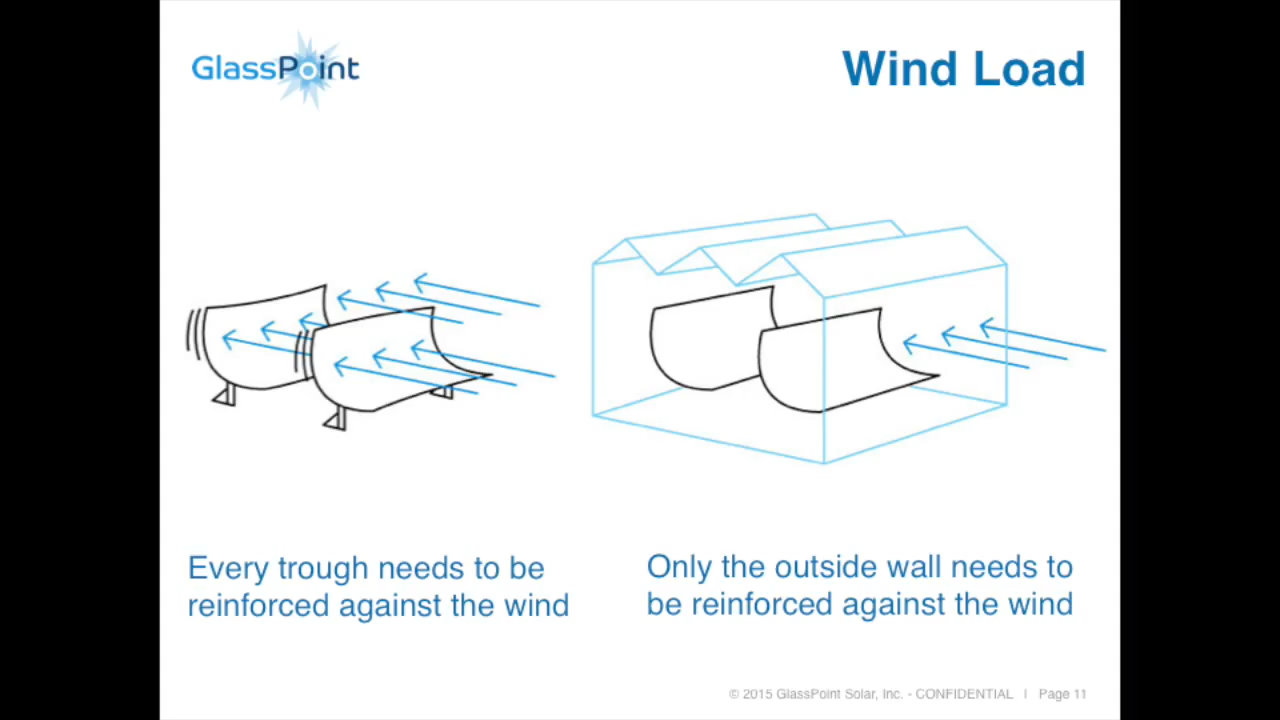 GlassPoint
Wind Load
Every trough needs to be
reinforced against the wind
Only the outside wall needs to
be reinforced against the wind
© 2015 GlassPoint Solar, Inc. - CONFIDENTIAL | Page 11